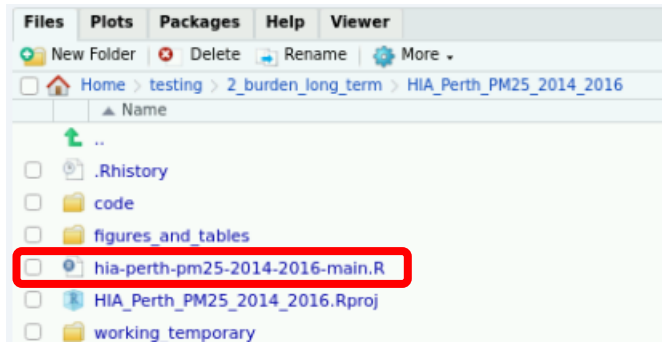 Files Plots Packages Help Viewer
New Folder Delete Rename More
Home > testing > 2_burden_long_term > HIA_Perth_PM25_2014_2016
Name
..
.Rhistory
code
figures_and_tables
hia-perth-pm25-2014-2016-main.R
HIA_Perth_PM25_2014_2016.Rproj
working_temporary